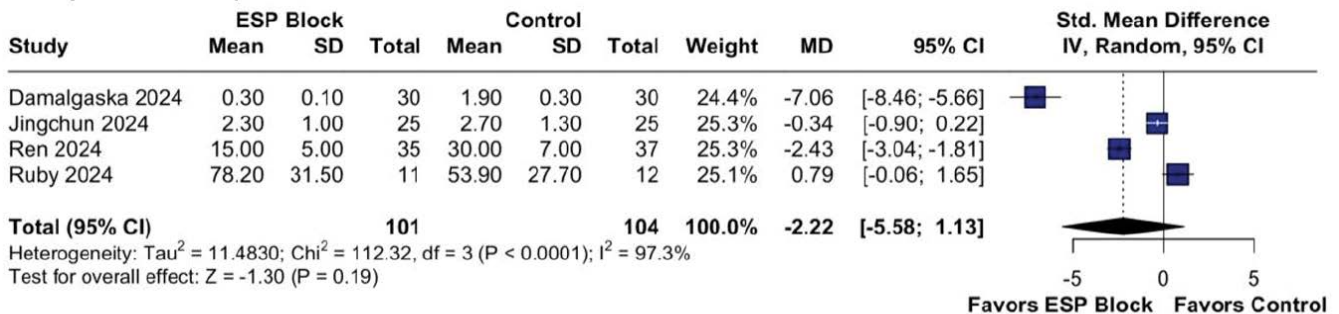 ESP Block Control Std. Mean Difference
Study Mean SD Total Mean SD Total Weight MD 95% CI IV, Random, 95% CI
Damalgaska 2024 0.30 0.10 30 1.90 0.30 30 24.4% -7.06 [-8.46; -5.66]
Jingchun 2024 2.30 1.00 25 2.70 1.30 25 25.3% -0.34 [-0.90; 0.22]
Ren 2024 15.00 5.00 35 30.00 7.00 37 25.3% -2.43 [-3.04; -1.81]
Ruby 2024 78.20 31.50 11 53.90 27.70 12 25.1% 0.79 [-0.06; 1.65]
Total (95% CI) 101 104 100.0% -2.22 [-5.58; 1.13]
Heterogeneity: Tau² = 11.4830; Chi² = 112.32, df = 3 (P < 0.0001); I² = 97.3%
Test for overall effect: Z = -1.30 (P = 0.19)
-5 0 5
Favors ESP Block Favors Control